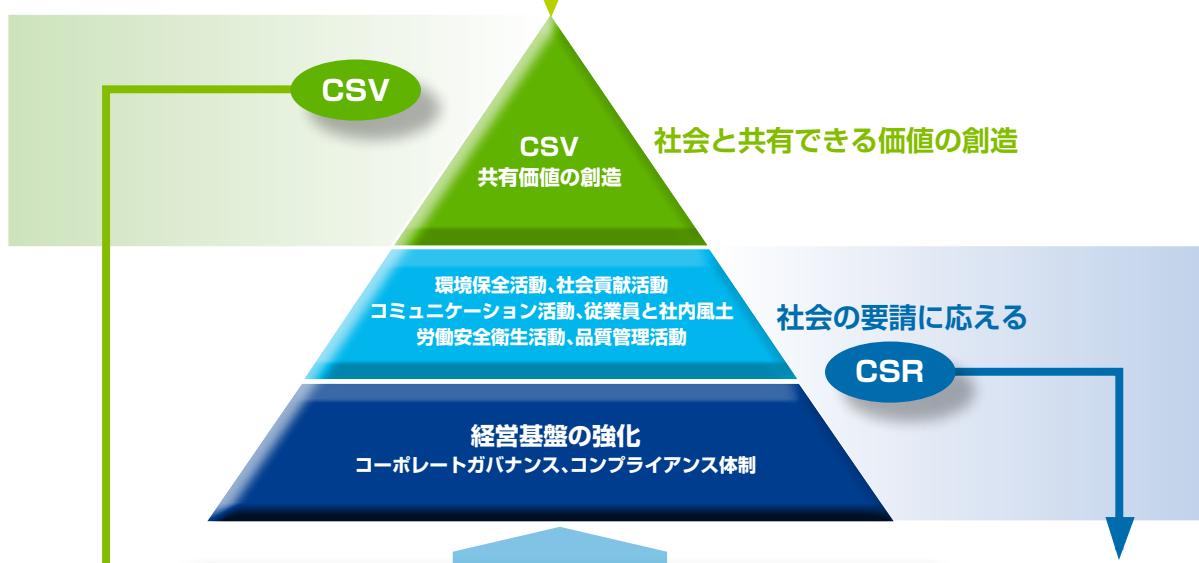 CSV
CSV
共有価値の創造
社会と共有できる価値の創造
環境保全活動、社会貢献活動
コミュニケーション活動、従業員と社内風土
労働安全衛生活動、品質管理活動
社会の要請に応える
CSR
経営基盤の強化
コーポレートガバナンス、コンプライアンス体制